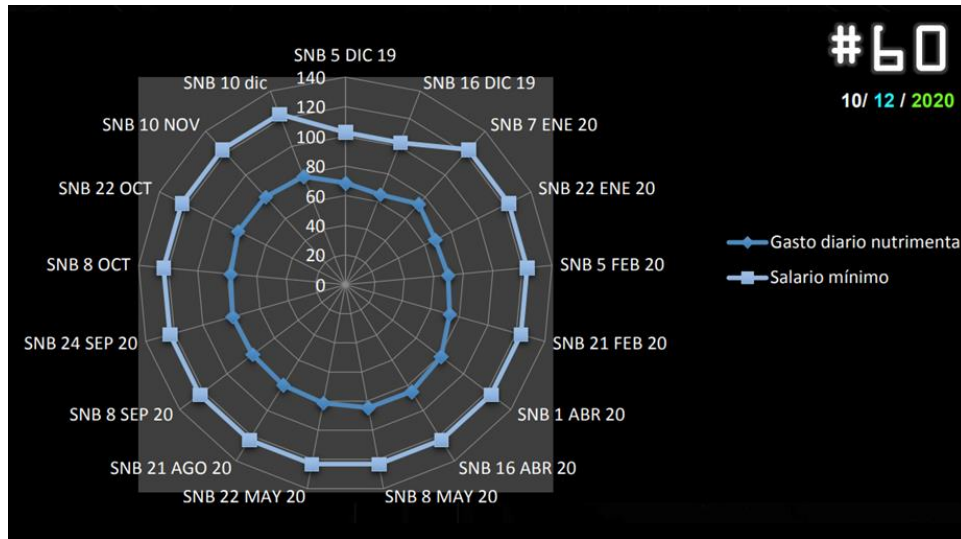 #60
10/ 12 / 2020
SNB 5 DIC 19
SNB 16 DIC 19
SNB 7 ENE 20
SNB 22 ENE 20
SNB 5 FEB 20
SNB 21 FEB 20
SNB 1 ABR 20
SNB 16 ABR 20
SNB 8 MAY 20
SNB 22 MAY 20
SNB 21 AGO 20
SNB 8 SEP 20
SNB 24 SEP 20
SNB 8 OCT
SNB 22 OCT
SNB 10 NOV
SNB 10 dic
140
120
100
80
60
40
20
0
Gasto diario nutrimenta
Salario mínimo